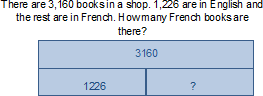 There are 3,160 books in a shop. 1,226 are in English and
the rest are in French. How many French books are
there?
3160
1226 ?